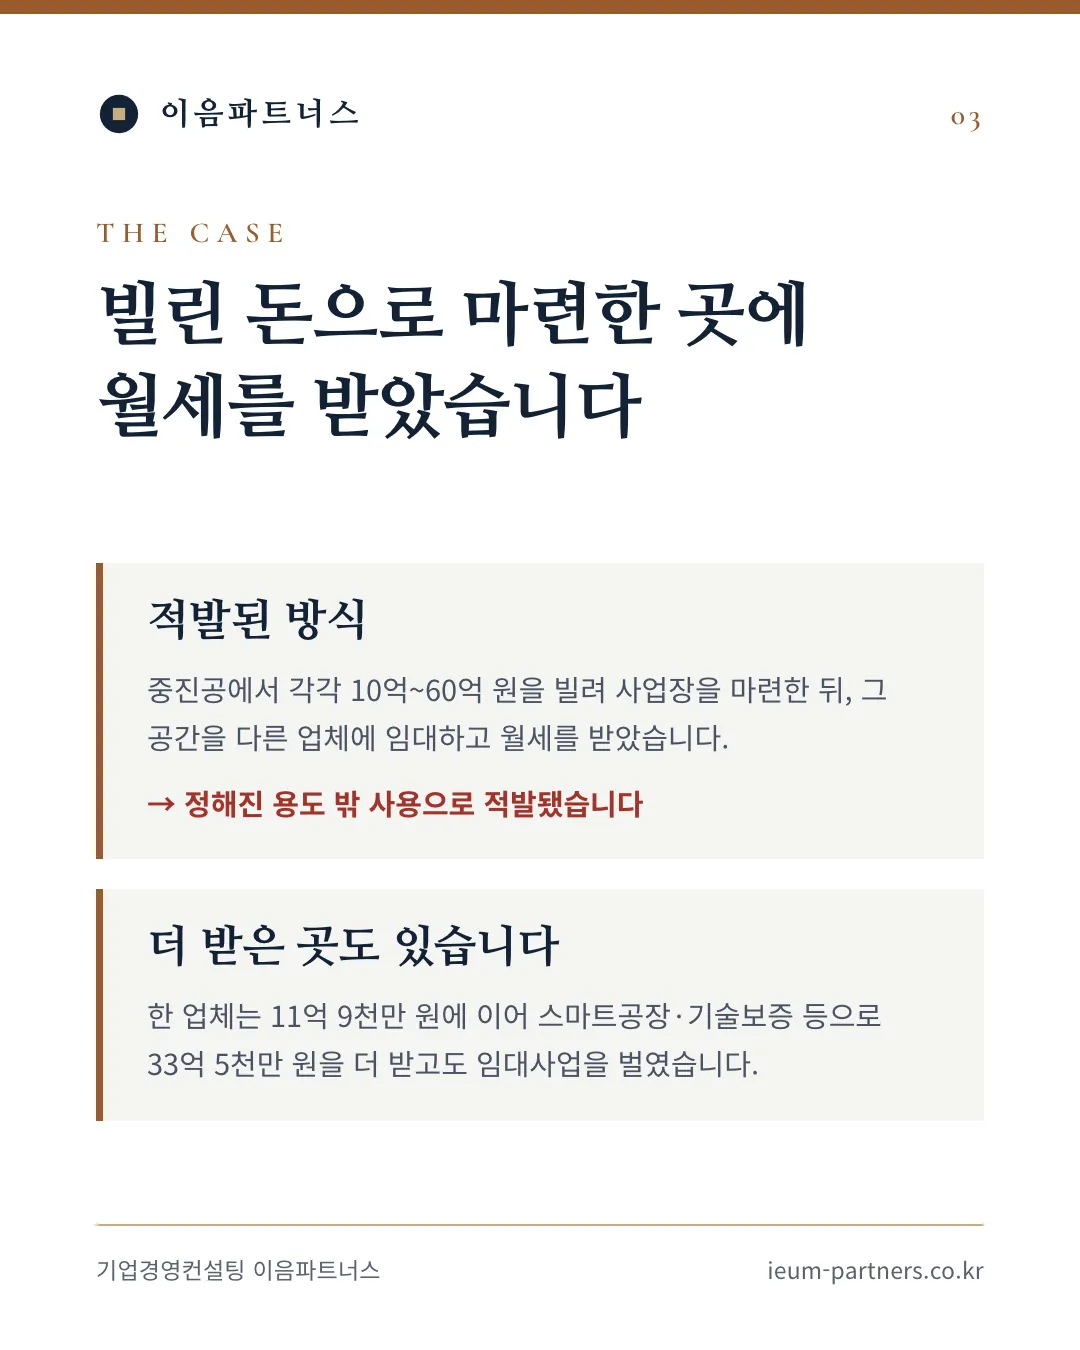 이음파트너스
03
THE CASE
빌린 돈으로 마련한 곳에
월세를 받았습니다
적발된 방식
중진공에서 각각 10억~60억 원을 빌려 사업장을 마련한 뒤, 그
공간을 다른 업체에 임대하고 월세를 받았습니다.
→ 정해진 용도 밖 사용으로 적발됐습니다
더 받은 곳도 있습니다
한 업체는 11억 9천만 원에 이어 스마트공장·기술보증 등으로
33억 5천만 원을 더 받고도 임대사업을 벌였습니다.
기업경영컨설팅 이음파트너스
ieum-partners.co.kr